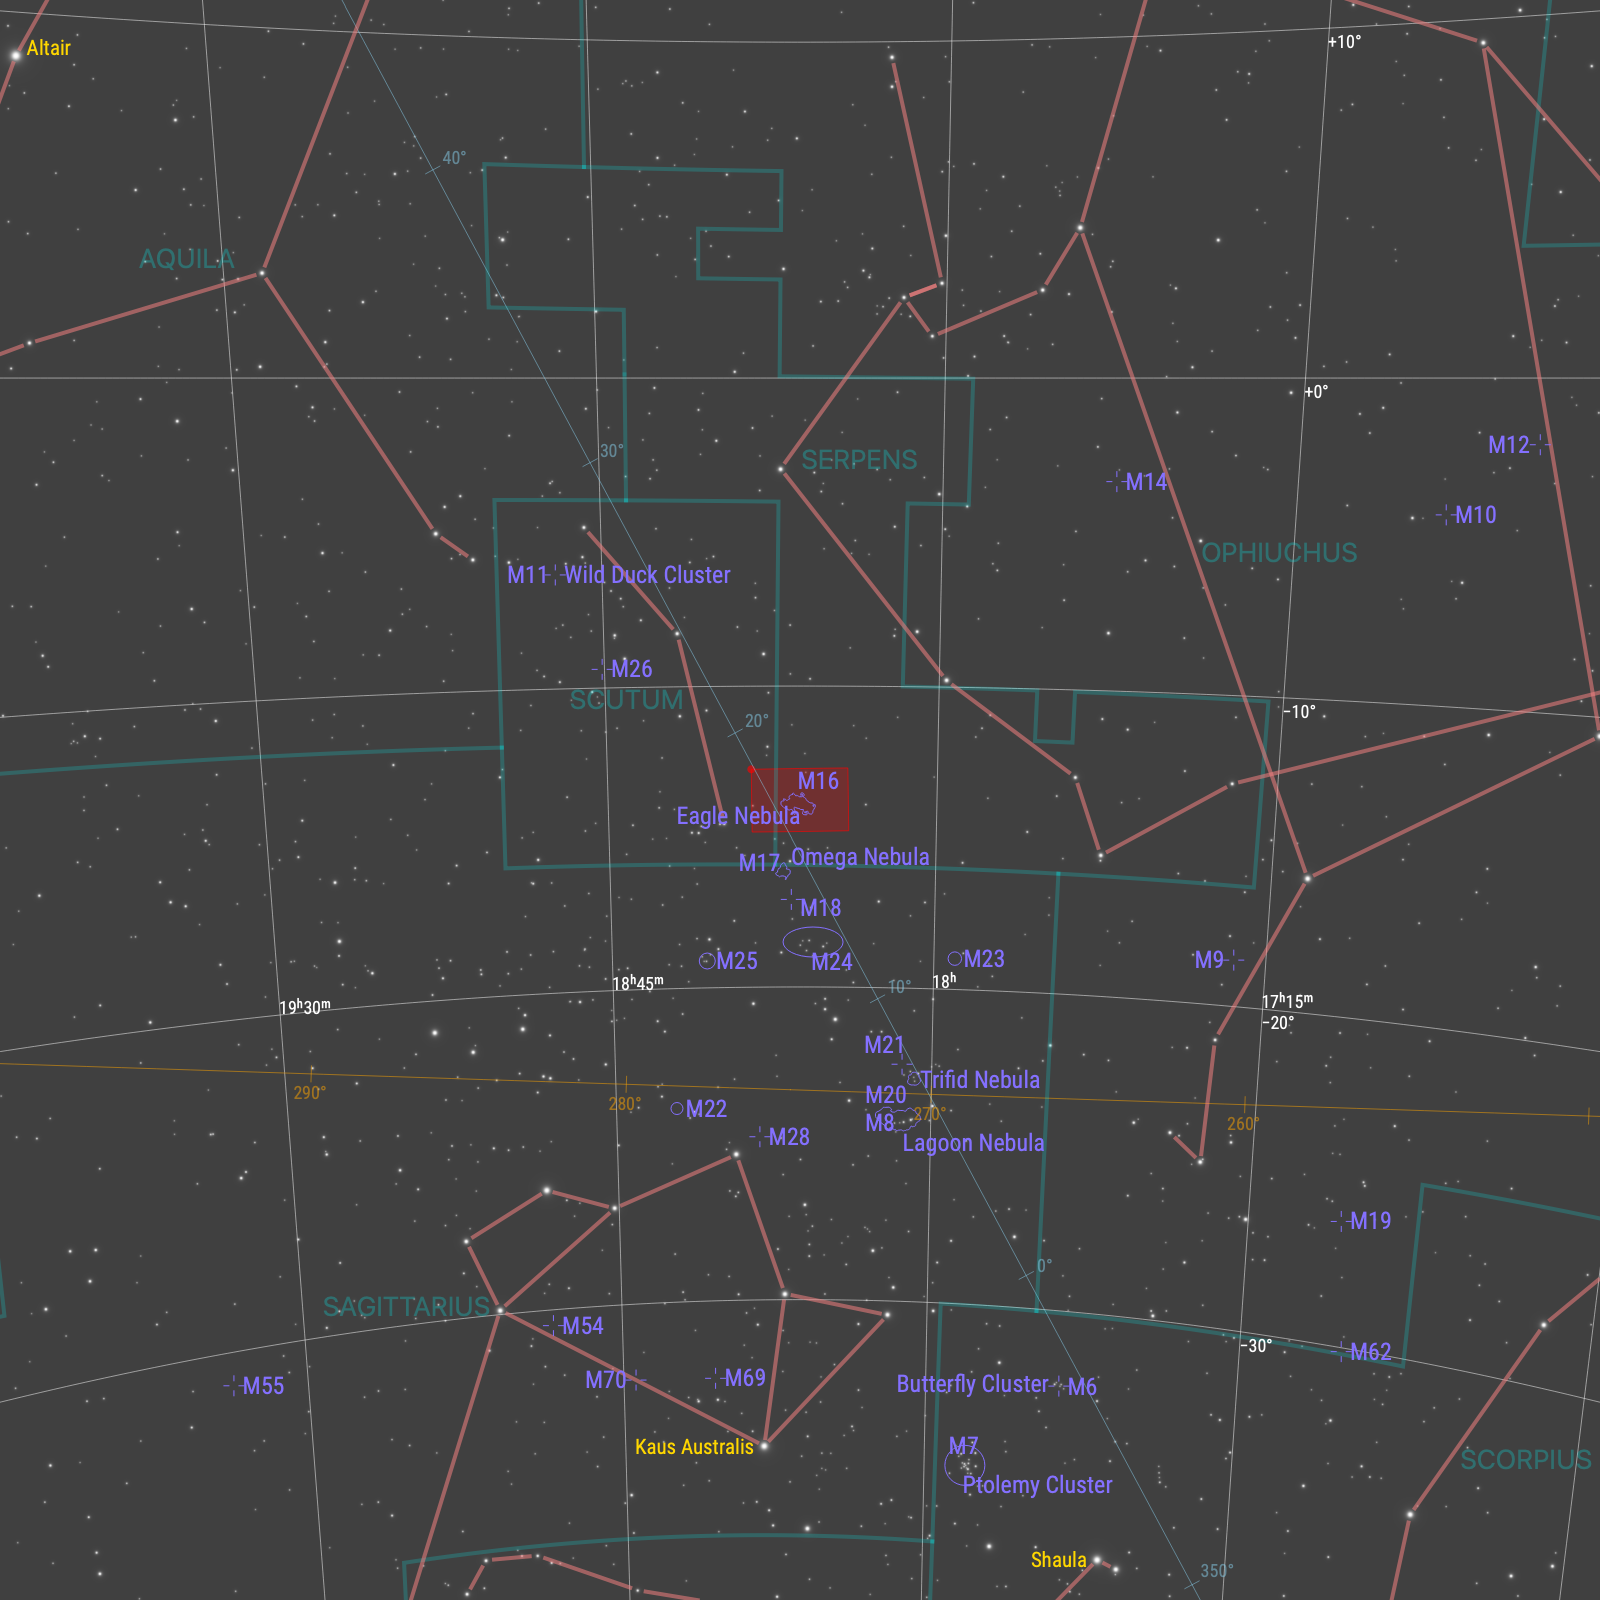 +10°
Altair
40°
AQUILA
+0°
M12
30°
SERPENS
M14
M10
OPHIUCHUS
M11
Wild Duck Cluster
M26
SCUTUM
−10°
20°
M16
Eagle Nebula
M17
Omega Nebula
M18
M25
M24
M23
M9
18h45m
18h
10°
19h30m
17h15m
−20°
M21
Trifid Nebula
290°
280°
M20
M22
M8
270°
260°
M28
Lagoon Nebula
M19
0°
SAGITTARIUS
M54
−30°
M62
M55
M70
M69
Butterfly Cluster
M6
Kaus Australis
M7
SCORPIUS
Ptolemy Cluster
Shaula
350°